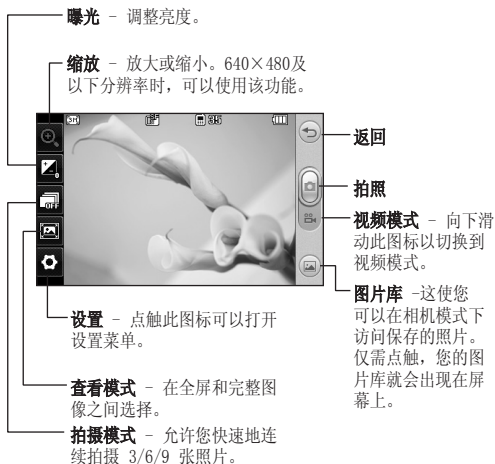 曝光 - 调整亮度。
缩放 - 放大或缩小。640×480及
以下分辨率时，可以使用该功能。
返回
拍照
视频模式 - 向下滑
动此图标以切换到
视频模式。
图片库 -这使您
可以在相机模式下
访问保存的照片。
仅需点触，您的图
片库就会出现在屏
幕上。
设置 - 点触此图标可以打开
设置菜单。
查看模式 - 在全屏和完整图
像之间选择。
拍摄模式 - 允许您快速地连
续拍摄 3/6/9 张照片。
3M
OFF